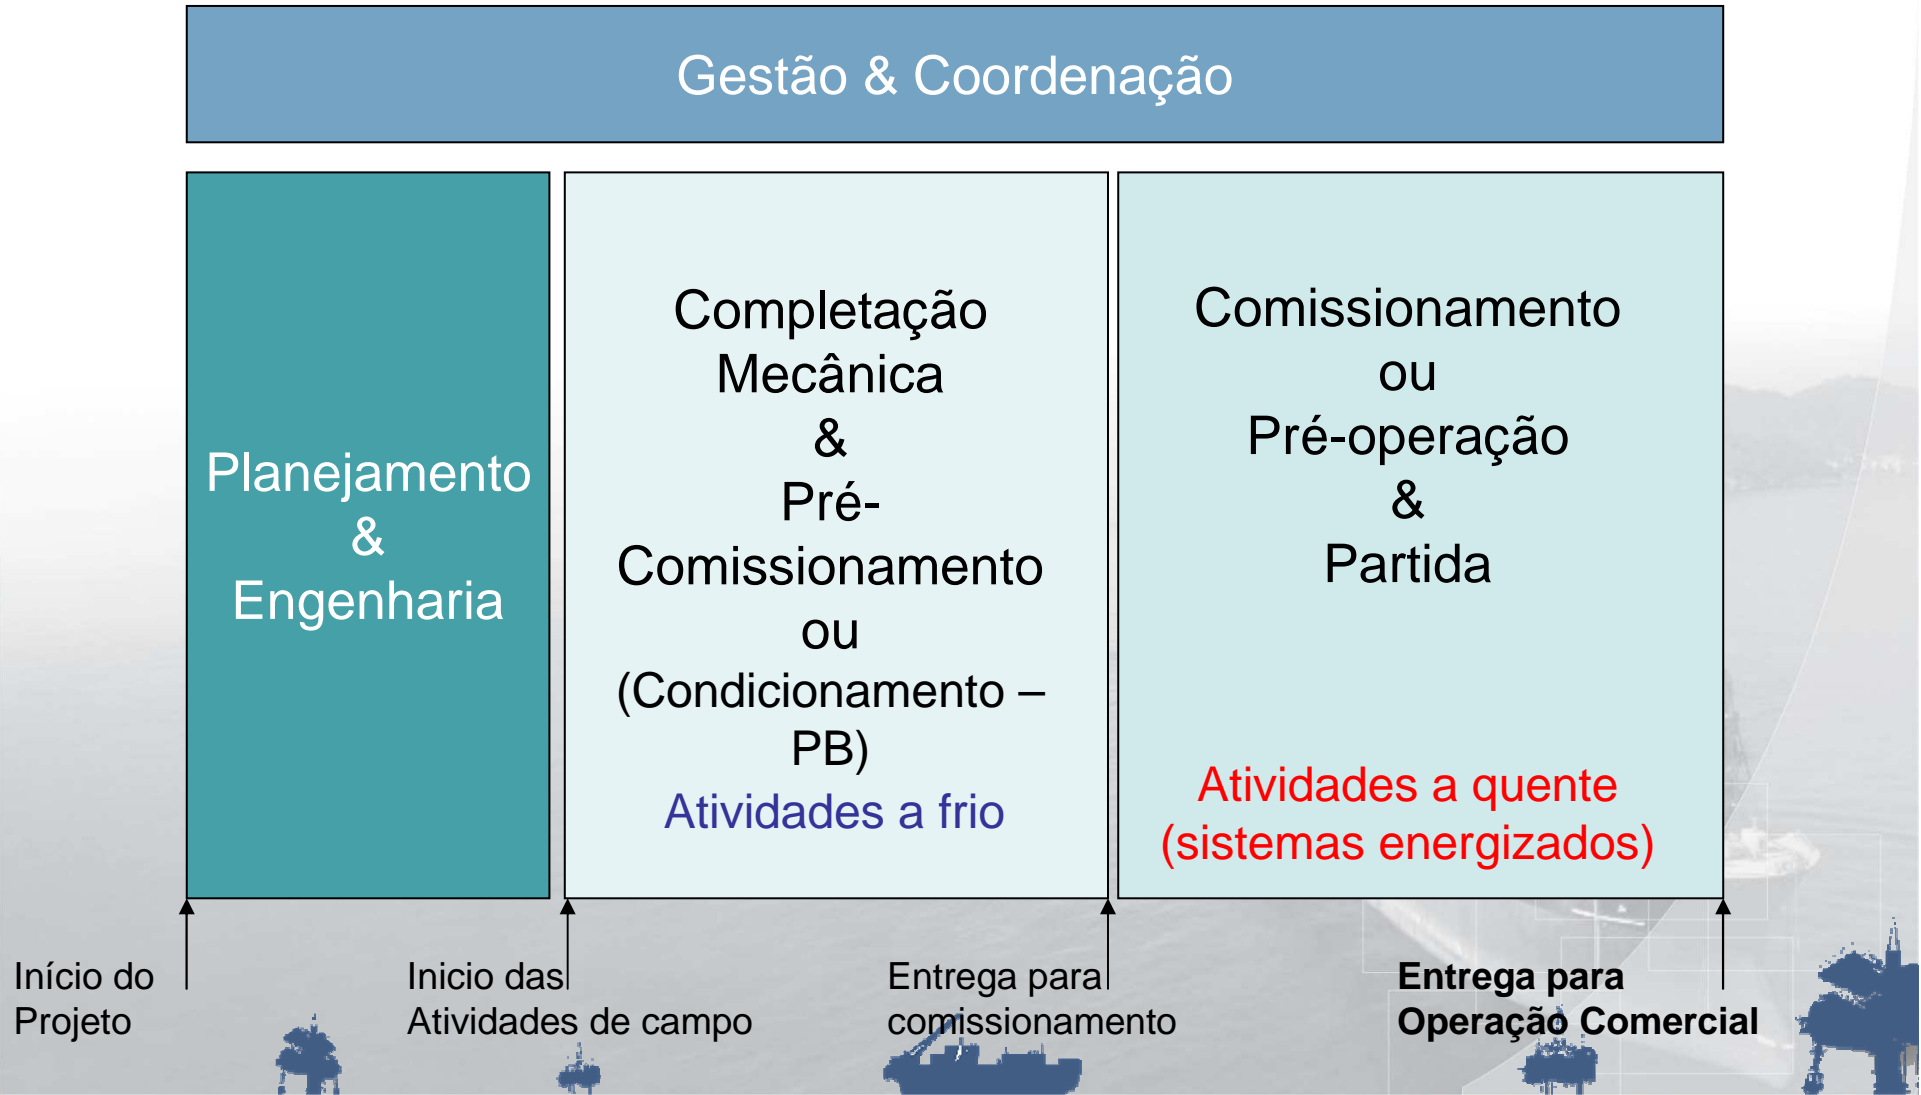 Gestão & Coordenação
Planejamento
&
Engenharia
Completação
Mecânica
&
Pré-
Comissionamento
ou
(Condicionamento –
PB)
Atividades a frio
Comissionamento
ou
Pré-operação
&
Partida
Atividades a quente
(sistemas energizados)
Início do
Projeto
Inicio das
Atividades de campo
Entrega para
comissionamento
Entrega para
Operação Comercial